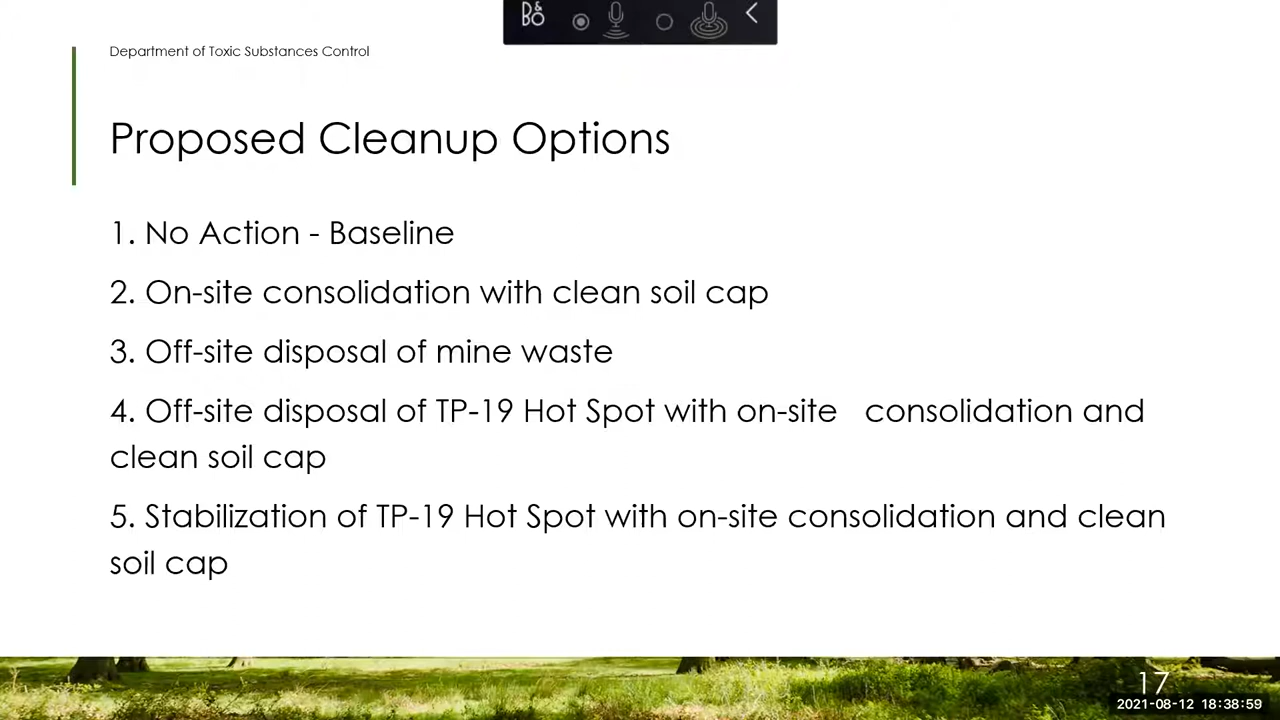 B&O
Department of Toxic Substances Control
Proposed Cleanup Options
1. No Action - Baseline
2. On-site consolidation with clean soil cap
3. Off-site disposal of mine waste
4. Off-site disposal of TP-19 Hot Spot with on-site   consolidation and
clean soil cap
5. Stabilization of TP-19 Hot Spot with on-site consolidation and clean
soil cap
17
2021-08-12 18:38:59